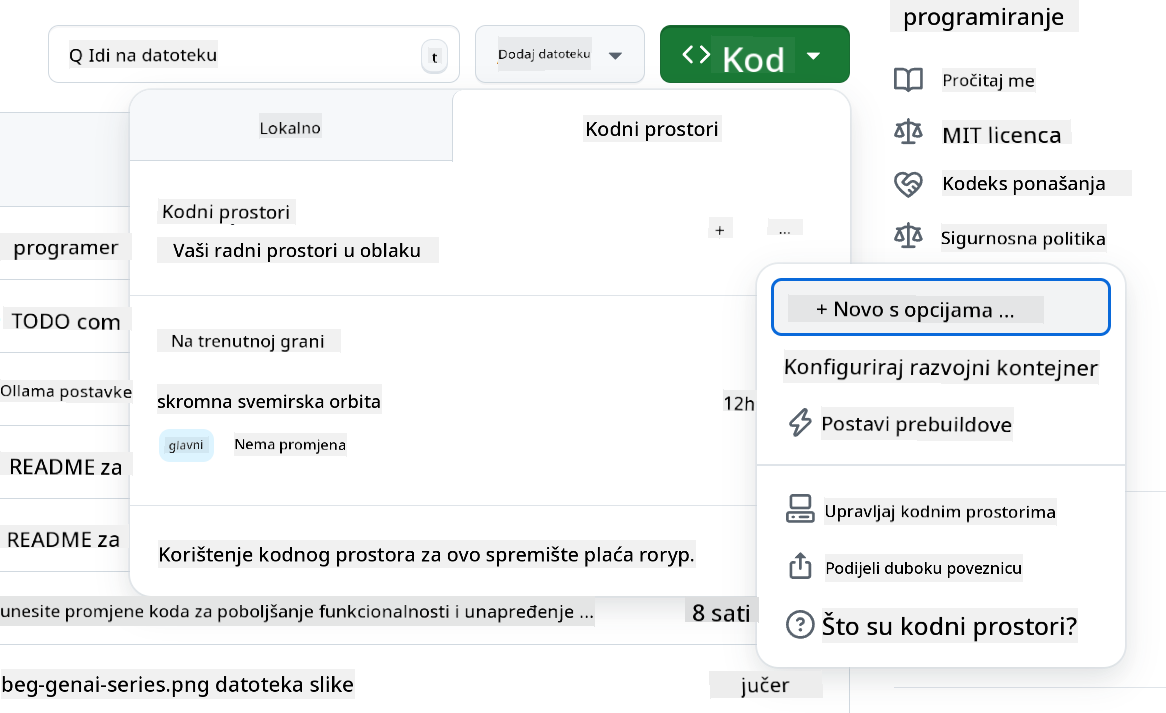 programiranje
Q Idi na datoteku
t
Dodaj datoteku
<> Kod
Pročitaj me
MIT licenca
Kodeks ponašanja
Sigurnosna politika
Lokalno
Kodni prostori
Kodni prostori
+
...
Vaši radni prostori u oblaku
programer
TODO com
Ollama postavke
README za
README za
Na trenutnoj grani
skromna svemirska orbita
12h
glavni
Nema promjena
Korištenje kodnog prostora za ovo spremište plaća roryp.
+ Novo s opcijama ...
Konfiguriraj razvojni kontejner
Postavi prebuildove
Upravljaj kodnim prostorima
Podijeli duboku poveznicu
Što su kodni prostori?
unesite promjene koda za poboljšanje funkcionalnosti i unapređenje ...
8 sati
beg-genai-series.png datoteka slike
jučer